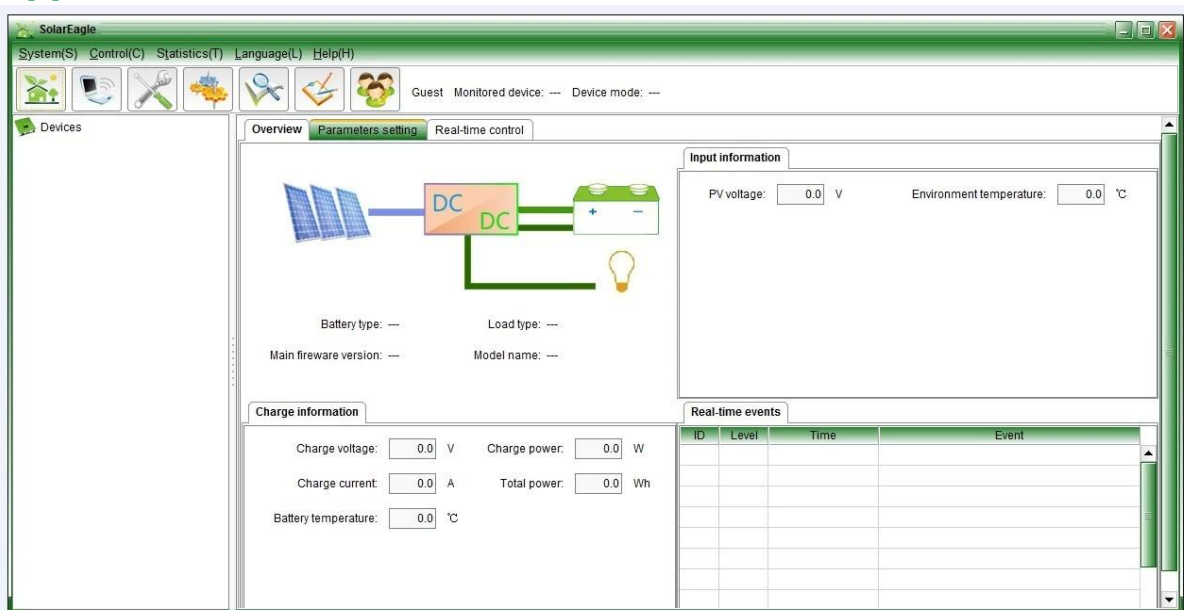 SolarEagle
System(S) Control(C) Statistics(T) Language(L) Help(H)
Guest Monitored device: --- Device mode: ---
Devices
Overview Parameters setting Real-time control
DC
DC
+ −
Battery type: --- Load type: ---
Main fireware version: --- Model name: ---
Input information
PV voltage: 0.0 V Environment temperature: 0.0 ℃
Charge information
Charge voltage: 0.0 V Charge power: 0.0 W
Charge current: 0.0 A Total power: 0.0 Wh
Battery temperature: 0.0 ℃
Real-time events
ID Level Time Event